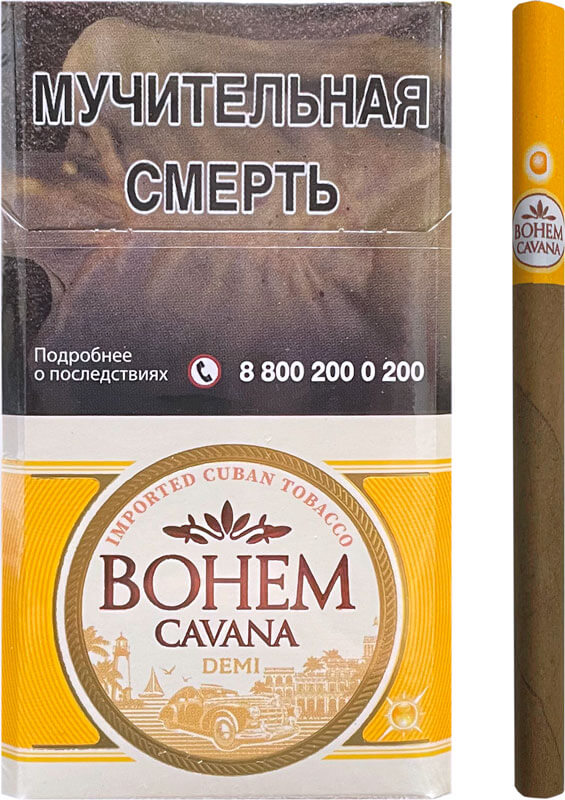 МУЧИТЕЛЬНАЯ
СМЕРТЬ
Подробнее
о последствиях
8 800 200 0 200
IMPORTED CUBAN TOBACCO
BOHEM
CAVANA
DEMI
BOHEM
CAVANA